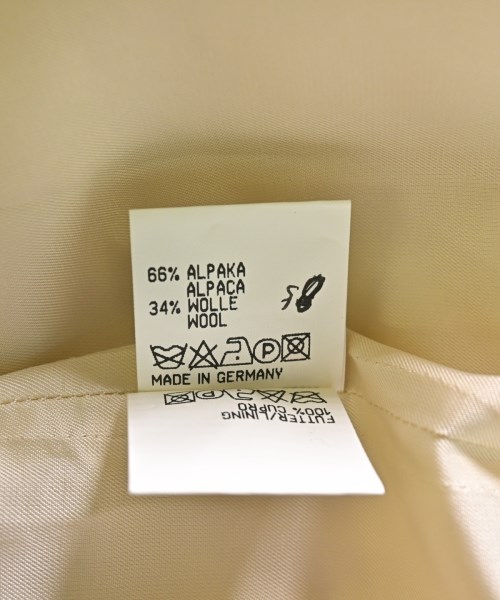 66% ALPAKA
ALPACA
34% WOLLE
WOOL
P
MADE IN GERMANY
P
100% CUPRO
FUTTER/LINING